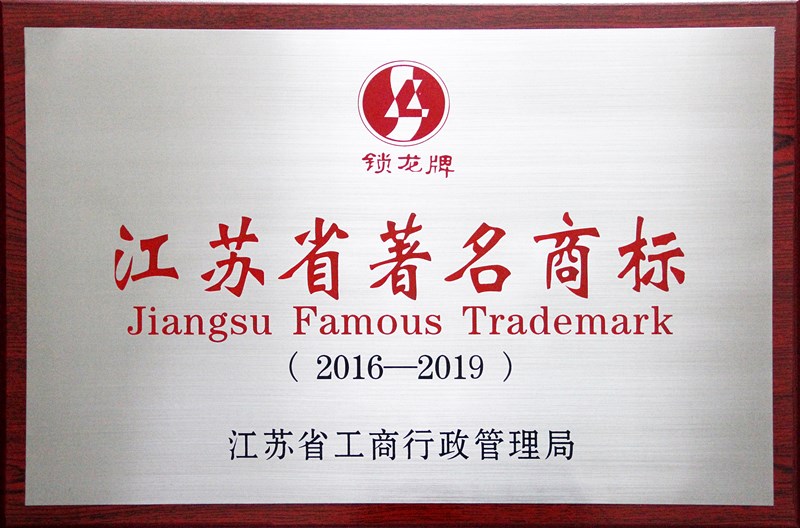 锁龙牌
江苏省著名商标
Jiangsu Famous Trademark
（ 2016—2019 ）
江苏省工商行政管理局